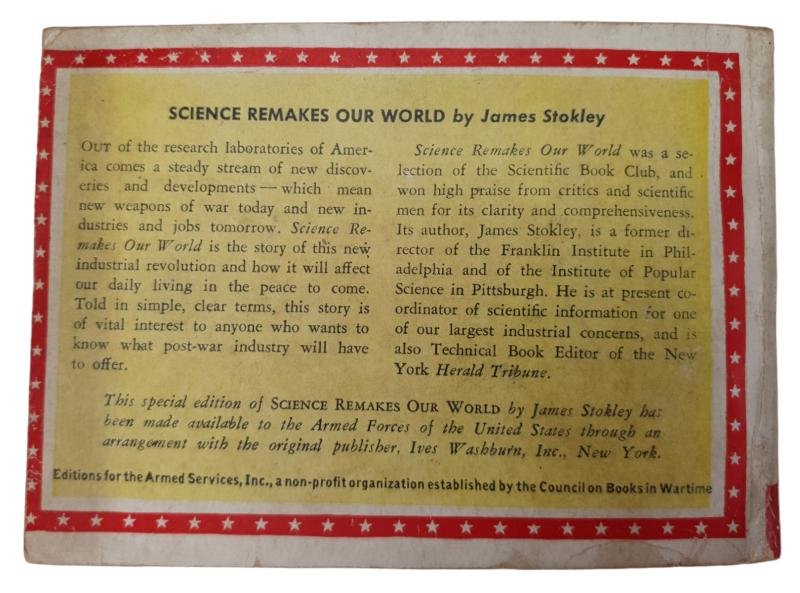 SCIENCE REMAKES OUR WORLD by James Stokley
OUT of the research laboratories of Amer-
ica comes a steady stream of new discov-
eries and developments — which mean
new weapons of war today and new in-
dustries and jobs tomorrow. Science Re-
makes Our World is the story of this new
industrial revolution and how it will affect
our daily living in the peace to come.
Told in simple, clear terms, this story is
of vital interest to anyone who wants to
know what post-war industry will have
to offer.
Science Remakes Our World was a se-
lection of the Scientific Book Club, and
won high praise from critics and scientific
men for its clarity and comprehensiveness.
Its author, James Stokley, is a former di-
rector of the Franklin Institute in Phil-
adelphia and of the Institute of Popular
Science in Pittsburgh. He is at present co-
ordinator of scientific information for one
of our largest industrial concerns, and is
also Technical Book Editor of the New
York Herald Tribune.
This special edition of SCIENCE REMAKES OUR WORLD by James Stokley has
been made available to the Armed Forces of the United States through an
arrangement with the original publisher, Ives Washburn, Inc., New York.
Editions for the Armed Services, Inc., a non-profit organization established by the Council on Books in Wartime